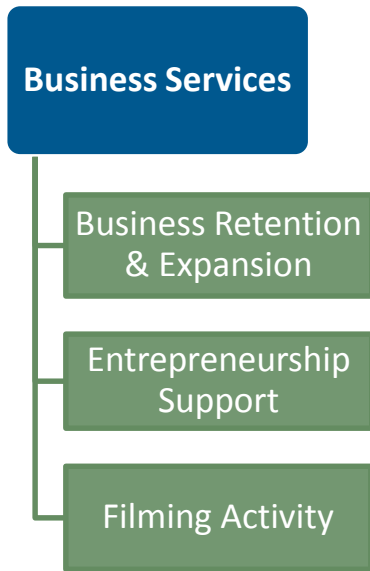 Business Services
Business Retention
& Expansion
Entrepreneurship
Support
Filming Activity